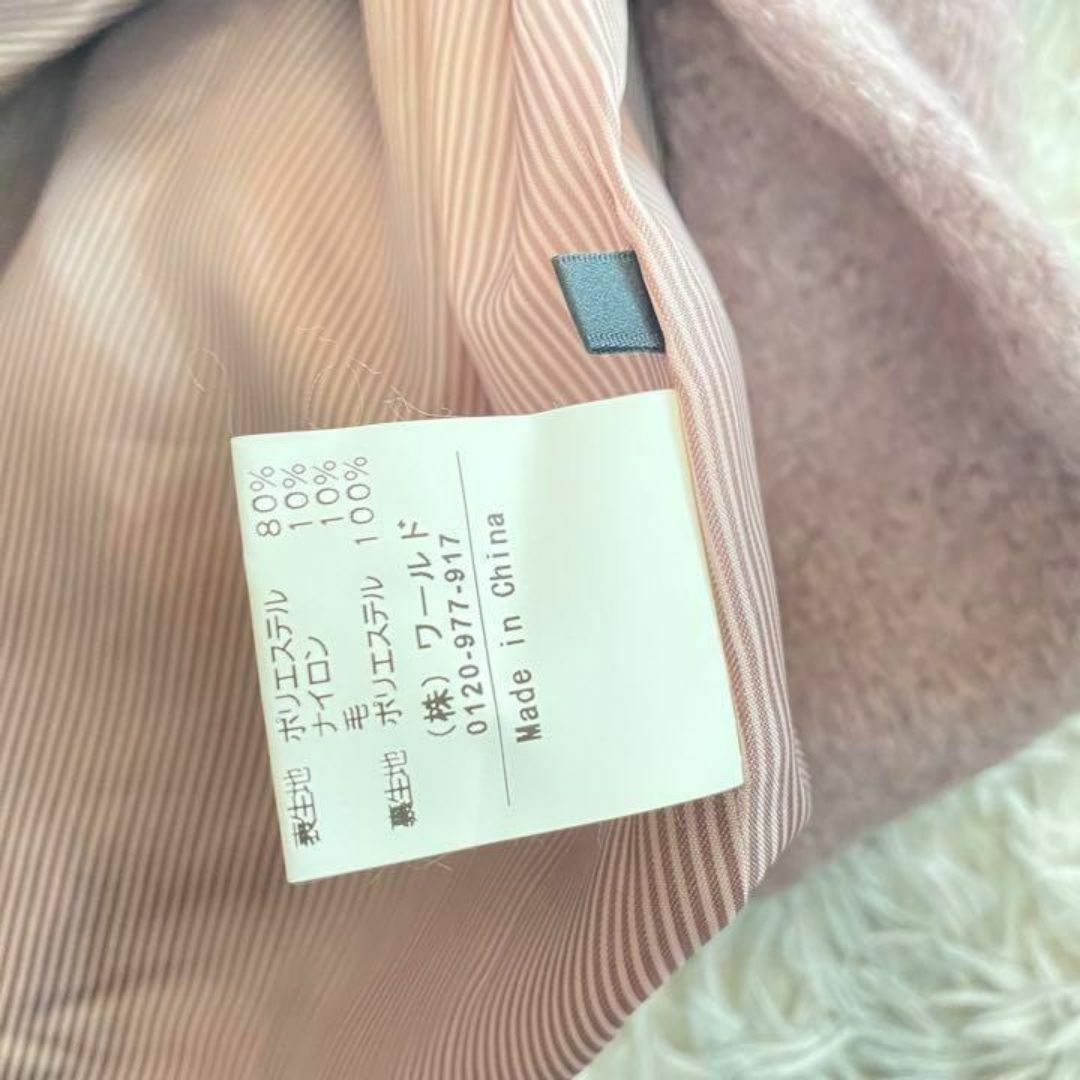 表生地 ポリエステル 80%
ナイロン 10%
毛 10%
裏生地 ポリエステル 100%
(株) ワールド
0120-977-917
Made in China